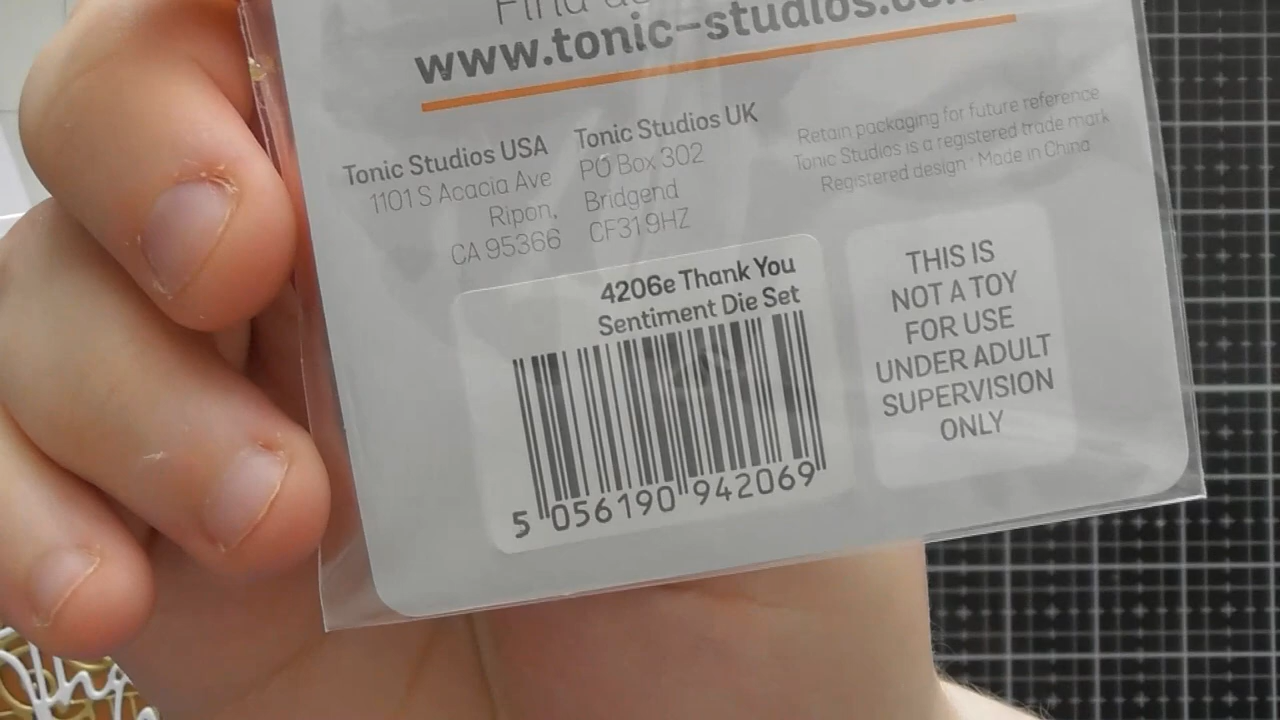 Find
www.tonic-studios.co.
Tonic Studios USA
1101 S Acacia Ave
Ripon,
CA 95366
Tonic Studios UK
PO Box 302
Bridgend
CF31 9HZ
Retain packaging for future reference
Tonic Studios is a registered trade mark
Registered design · Made in China
4206e Thank You
Sentiment Die Set
5 056190 942069
THIS IS
NOT A TOY
FOR USE
UNDER ADULT
SUPERVISION
ONLY